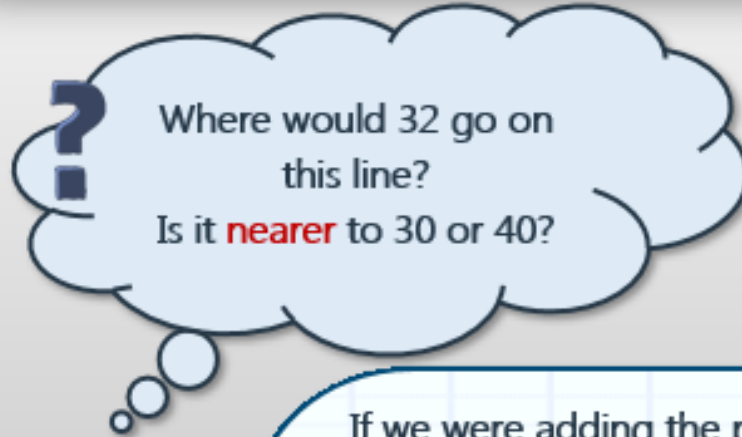 ?
Where would 32 go on
this line?
Is it nearer to 30 or 40?
If we were adding the